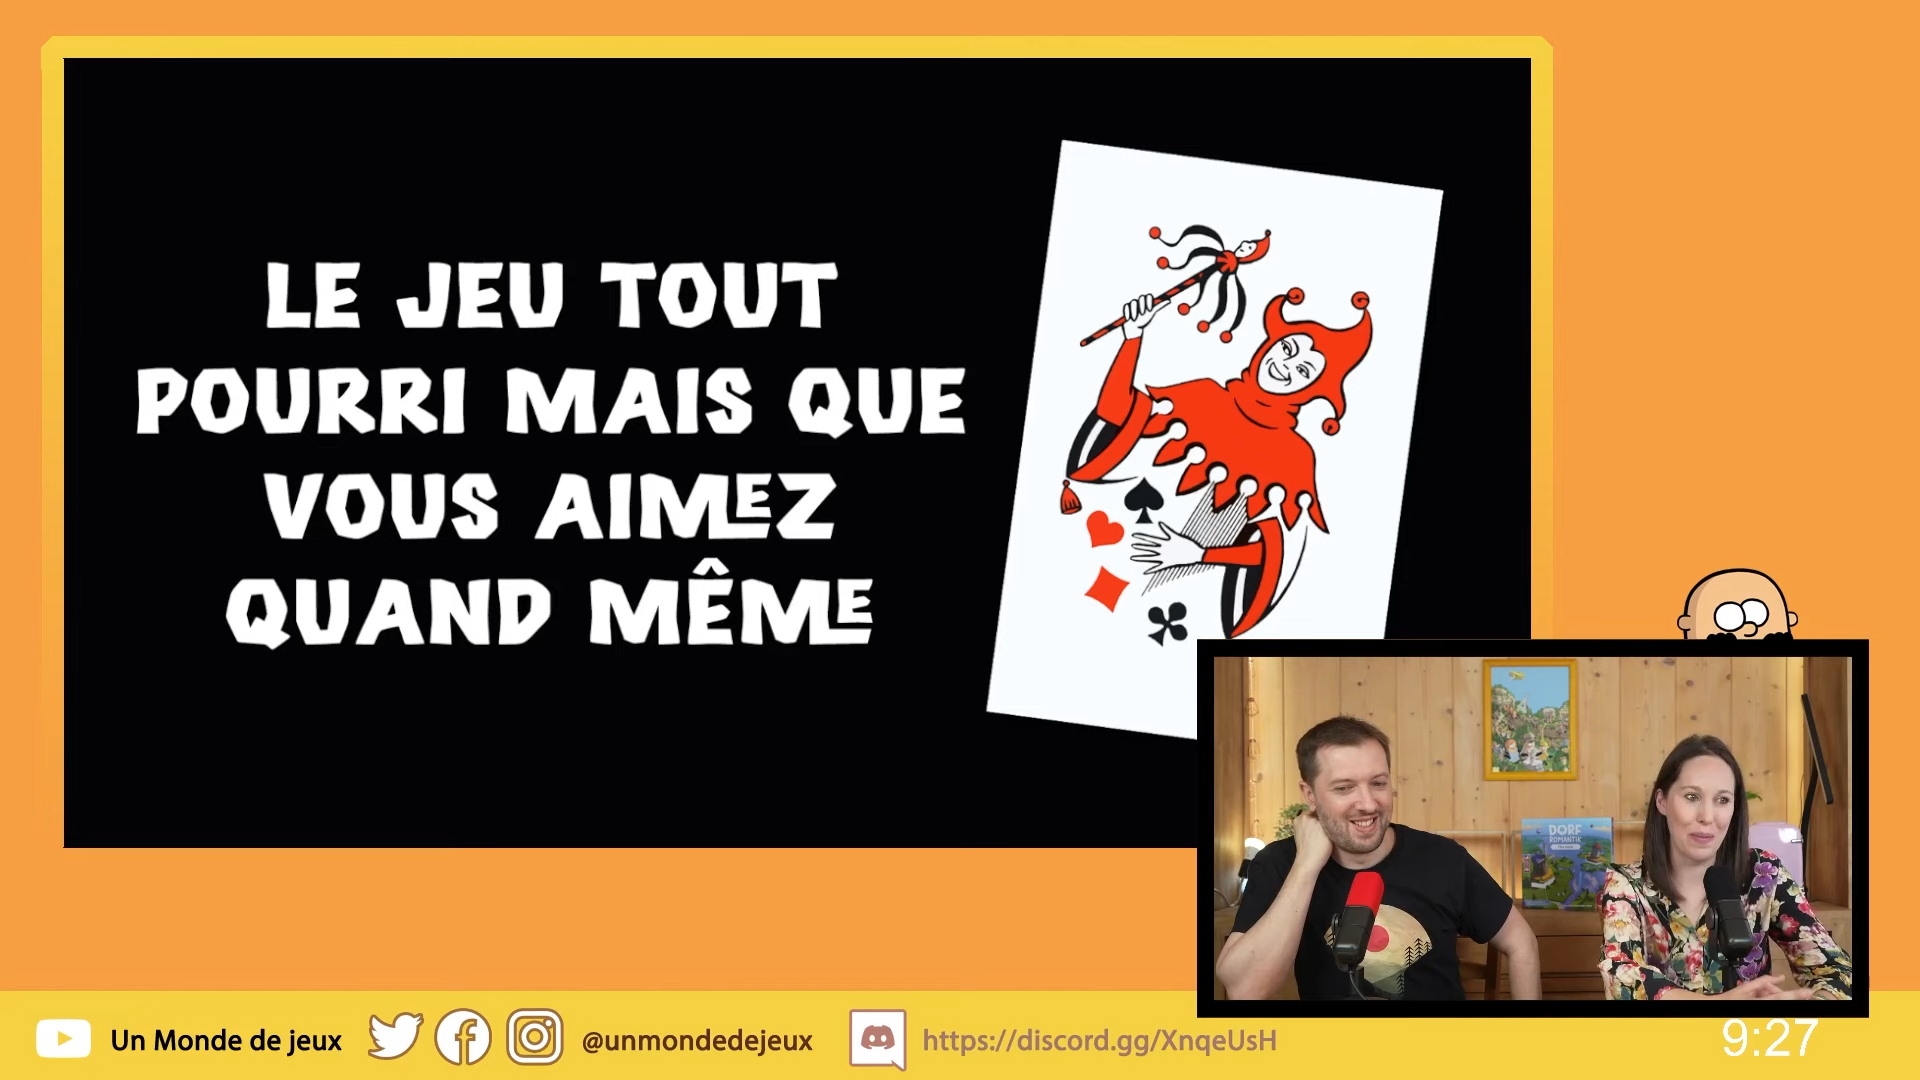 LE JEU TOUT
POURRI MAIS QUE
VOUS AIMEZ
QUAND MÊME
DORF
ROMANTIK
Un Monde de jeux
@unmondedejeux
https://discord.gg/XnqeUsH
9:27